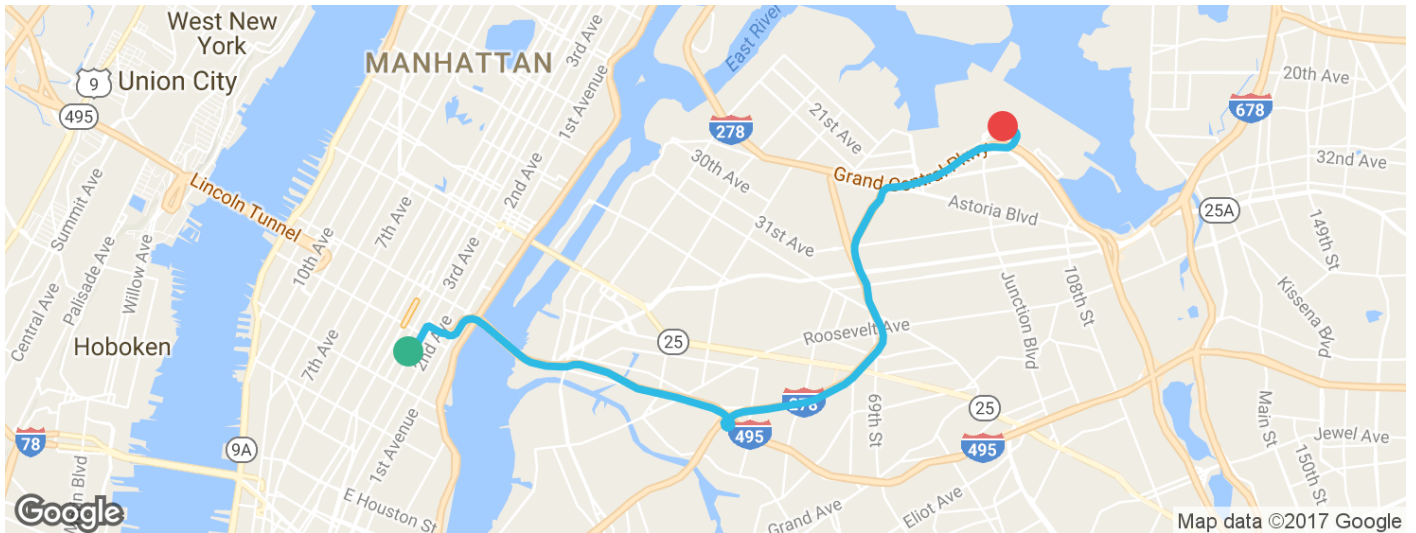 West New
York
MANHATTAN
3rd Ave
East River
20th Ave
9
Union City
495
1st Avenue
278
21st Ave
678
Summit Ave
Lincoln Tunnel
30th Ave
Grand Central Pkwy
32nd Ave
7th Ave
2nd Ave
Astoria Blvd
25A
Palisade Ave
Willow Ave
10th Ave
3rd Ave
31st Ave
149th St
Central Ave
Junction Blvd
108th St
Kissena Blvd
Hoboken
7th Ave
2nd Ave
25
Roosevelt Ave
278
69th St
25
Main St
78
9A
1st Avenue
495
495
Jewel Ave
150th St
E Houston St
Grand Ave
Eliot Ave
Google
Map data ©2017 Google